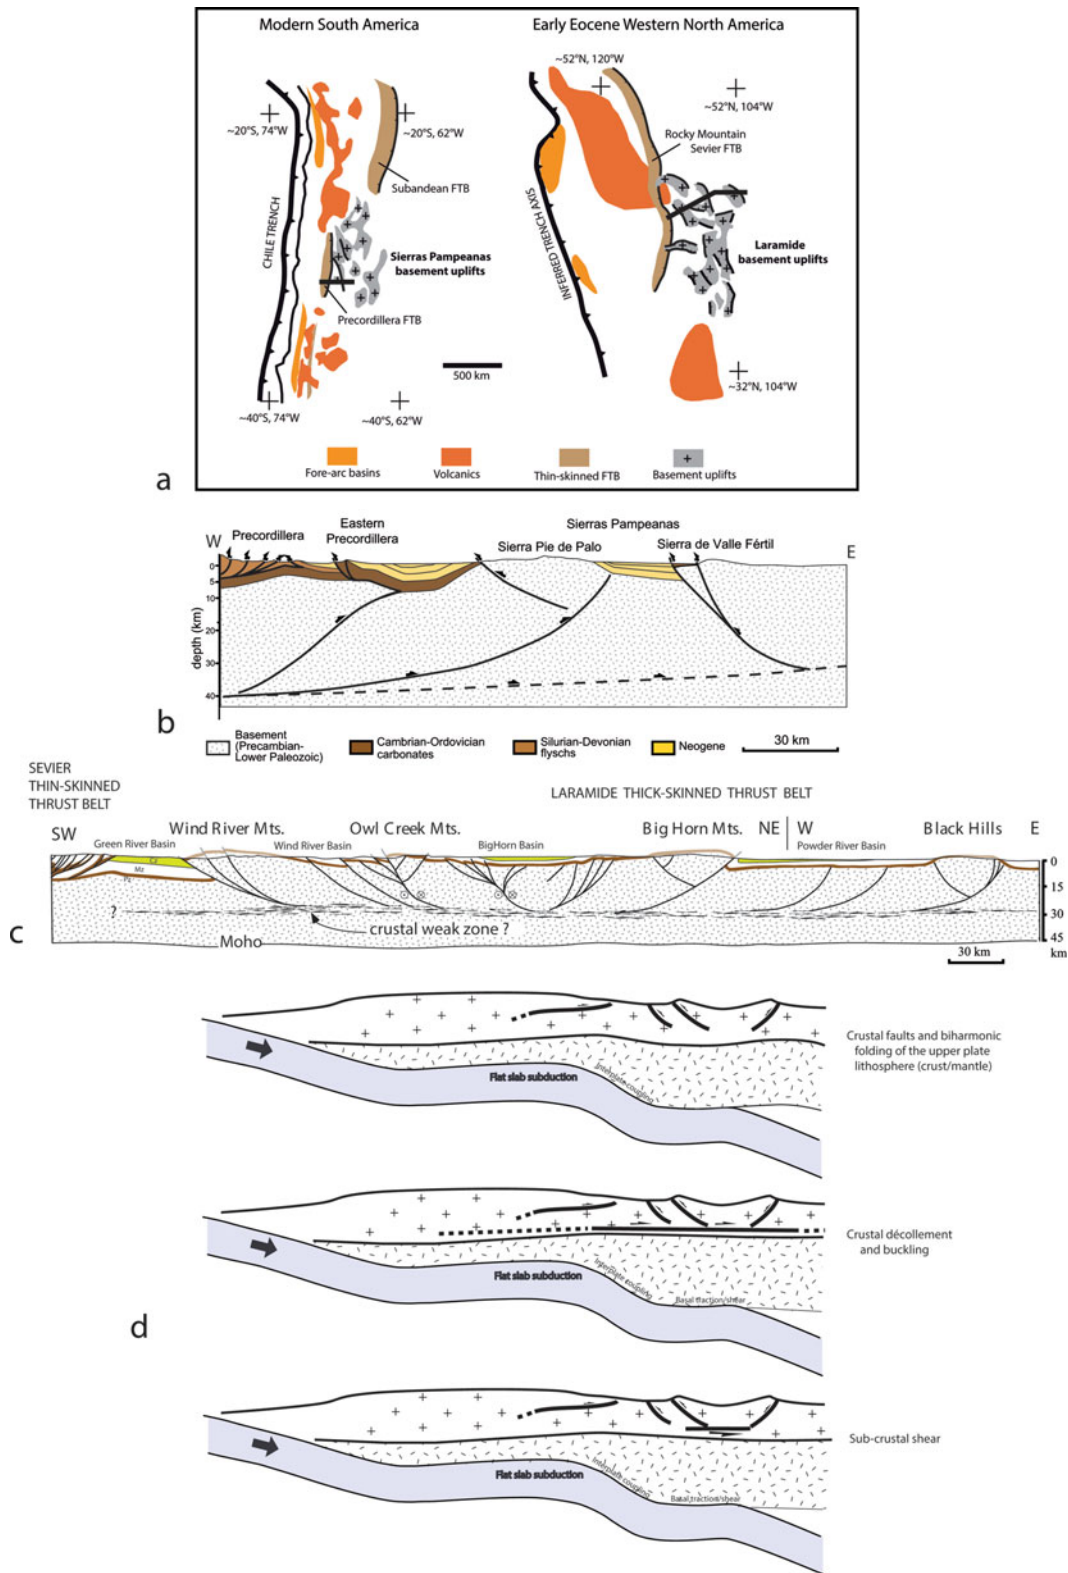 Modern South America
Early Eocene Western North America
~52°N, 120°W
~52°N, 104°W
~20°S, 74°W
~20°S, 62°W
Rocky Mountain
Sevier FTB
Subandean FTB
CHILE TRENCH
INFERRED TRENCH AXIS
Sierras Pampeanas
basement uplifts
Laramide
basement uplifts
Precordillera FTB
500 km
~32°N, 104°W
~40°S, 74°W
~40°S, 62°W
Fore-arc basins
Volcanics
Thin-skinned FTB
Basement uplifts
a
W
Precordillera
Eastern
Precordillera
Sierras Pampeanas
Sierra Pie de Palo
Sierra de Valle Fértil
E
depth (km)
0
5
10
20
30
40
b
Basement
(Precambian-
Lower Paleozoic)
Cambrian-Ordovician
carbonates
Silurian-Devonian
flyschs
Neogene
30 km
SEVIER
THIN-SKINNED
THRUST BELT
LARAMIDE THICK-SKINNED THRUST BELT
SW
Wind River Mts.
Owl Creek Mts.
Big Horn Mts.
NE
W
Black Hills
E
Green River Basin
Wind River Basin
BigHorn Basin
Powder River Basin
Mz
Pz
?
crustal weak zone ?
Moho
0
15
30
45
km
30 km
c
Flat slab subduction
Interplate coupling
Crustal faults and biharmonic
folding of the upper plate
lithosphere (crust/mantle)
Flat slab subduction
Interplate coupling
Basal traction/shear
Crustal décollement
and buckling
d
Flat slab subduction
Interplate coupling
Basal traction/shear
Sub-crustal shear